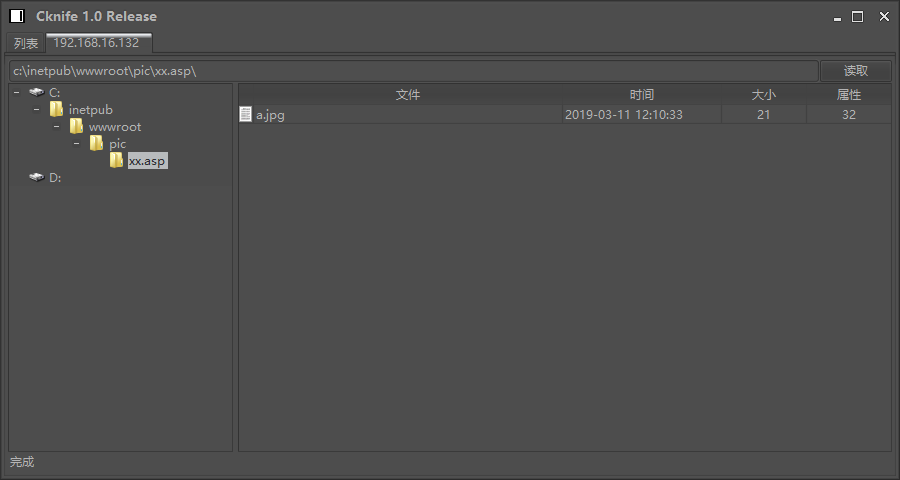 Cknife 1.0 Release
列表 192.168.16.132
c:\inetpub\wwwroot\pic\xx.asp\ 读取
C:
inetpub
wwwroot
pic
xx.asp
D:
文件 时间 大小 属性
a.jpg 2019-03-11 12:10:33 21 32
完成